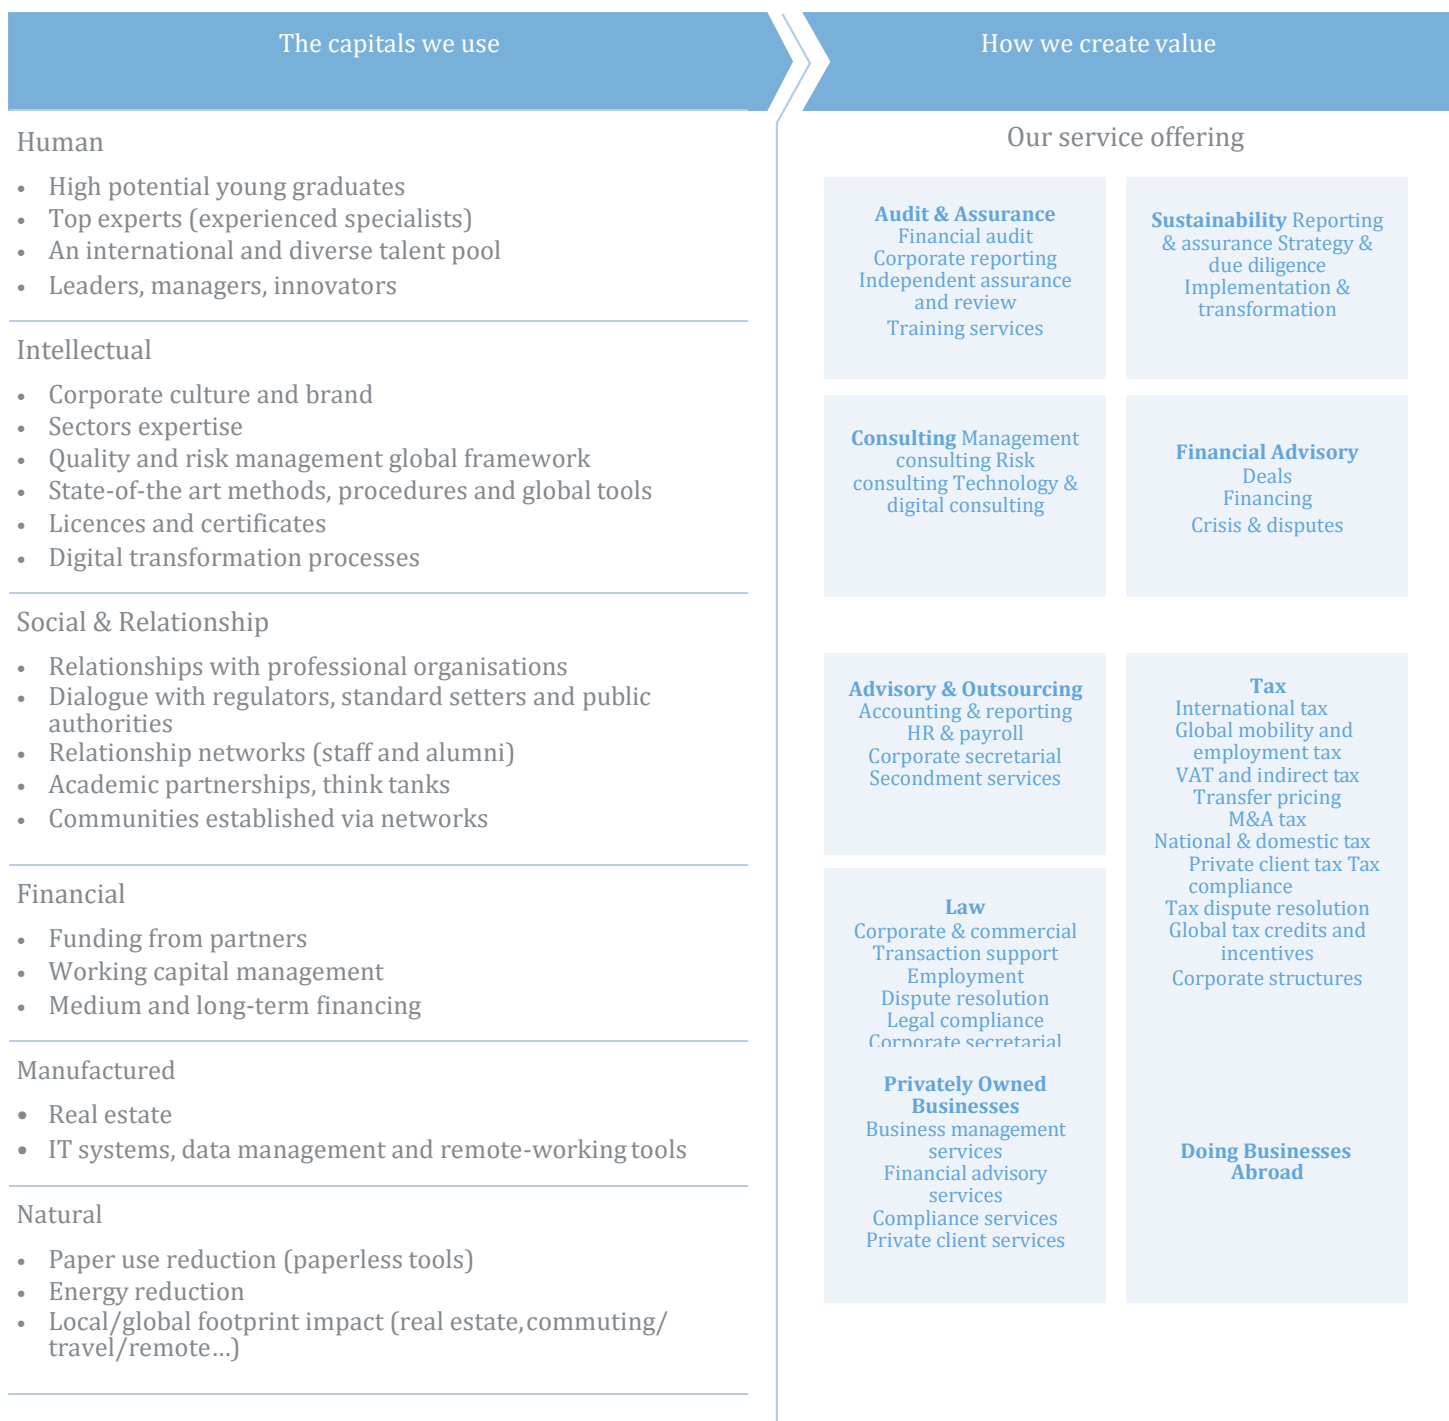 The capitals we use
Human
• High potential young graduates
• Top experts (experienced specialists)
• An international and diverse talent pool
• Leaders, managers, innovators
Intellectual
• Corporate culture and brand
• Sectors expertise
• Quality and risk management global framework
• State-of-the art methods, procedures and global tools
• Licences and certificates
• Digital transformation processes
Social & Relationship
• Relationships with professional organisations
• Dialogue with regulators, standard setters and public
authorities
• Relationship networks (staff and alumni)
• Academic partnerships, think tanks
• Communities established via networks
Financial
• Funding from partners
• Working capital management
• Medium and long-term financing
Manufactured
• Real estate
• IT systems, data management and remote-working tools
Natural
• Paper use reduction (paperless tools)
• Energy reduction
• Local/global footprint impact (real estate, commuting/
travel/remote…)
How we create value
Our service offering
Audit & Assurance
Financial audit
Corporate reporting
Independent assurance
and review
Training services
Sustainability Reporting
& assurance Strategy &
due diligence
Implementation &
transformation
Consulting Management
consulting Risk
consulting Technology &
digital consulting
Financial Advisory
Deals
Financing
Crisis & disputes
Advisory & Outsourcing
Accounting & reporting
HR & payroll
Corporate secretarial
Secondment services
Tax
International tax
Global mobility and
employment tax
VAT and indirect tax
Transfer pricing
M&A tax
National & domestic tax
Private client tax Tax
compliance
Tax dispute resolution
Global tax credits and
incentives
Corporate structures
Law
Corporate & commercial
Transaction support
Employment
Dispute resolution
Legal compliance
Corporate secretarial
Privately Owned
Businesses
Business management
services
Financial advisory
services
Compliance services
Private client services
Doing Businesses
Abroad